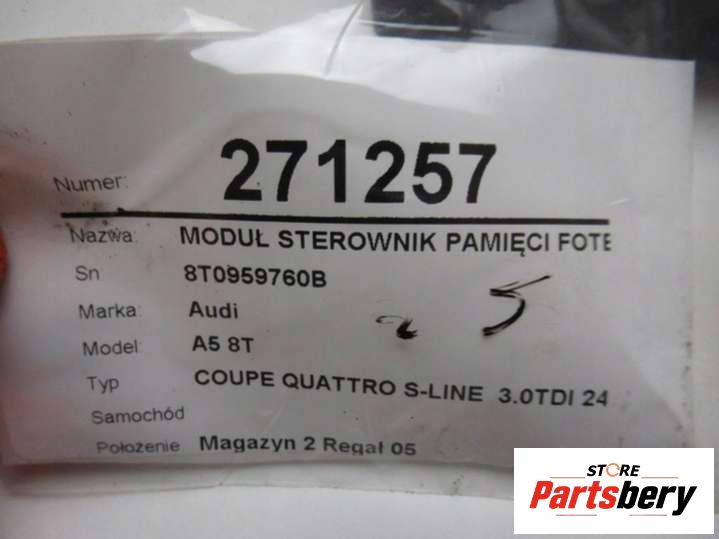 Numer: 271257
Nazwa: MODUŁ STEROWNIK PAMIĘCI FOTE
Sn 8T0959760B
Marka: Audi
Model: A5 8T
Typ COUPE QUATTRO S-LINE 3.0TDI 24
Samochód
Położenie Magazyn 2 Regał 05
STORE
Partsbery